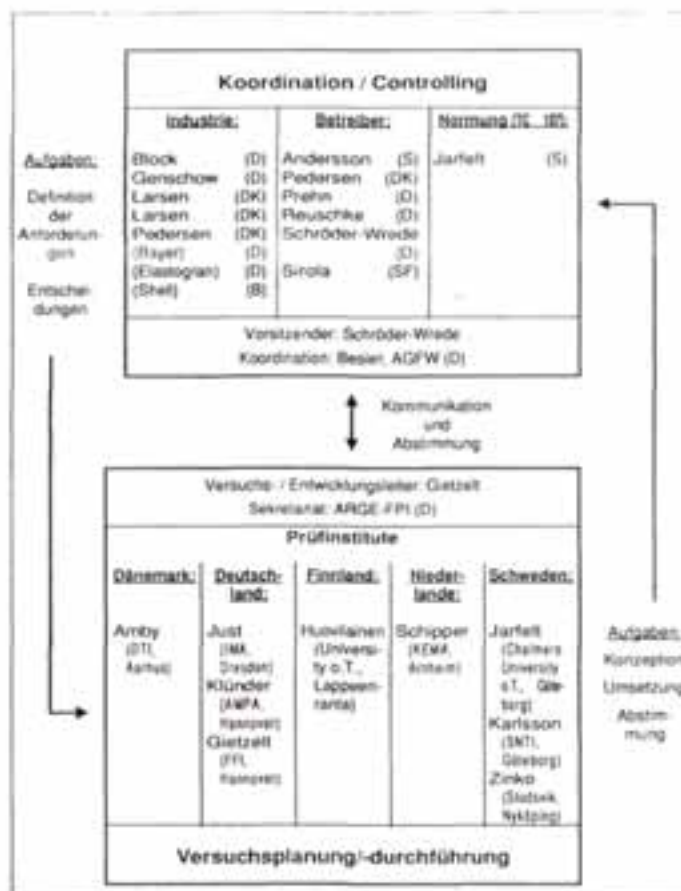 Koordination / Controlling
Industrie:
Block (D)
Genschow (D)
Larsen (DK)
Larsen (DK)
Pedersen (DK)
(Bayer) (D)
(Elastogran) (D)
(Shell) (B)
Betreiber:
Andersson (S)
Pedersen (DK)
Prehn (D)
Reuschke (D)
Schröder-Wrede
(D)
Sirola (SF)
Normung
Jarfelt (S)
Vorsitzender: Schröder-Wrede
Koordination: Besier, AGFW (D)
Aufgaben:
Definition
der
Anforderun-
gen
Entschei-
dungen
Kommunikation
und
Abstimmung
Versuchs- / Entwicklungsleiter: Gietzelt
Sekretariat: ARGE-FPI (D)
Prüfinstitute
Dänemark:
Amby
(DTI,
Aarhus)
Deutsch-
land:
Just
(IMA,
Dresden)
Klünder
(AMPA,
Hannover)
Gietzelt
(FFI,
Hannover)
Finnland:
Huovilainen
(Universi-
ty o.T.,
Lappeen-
ranta)
Nieder-
lande:
Schipper
(KEMA,
Arnheim)
Schweden:
Jarfelt
(Chalmers
University
o.T., Göte-
borg)
Karlsson
(SNTI,
Göteborg)
Zinko
(Studsvik,
Nyköping)
Aufgaben:
Konzeption
Umsetzung
Abstim-
mung
Versuchsplanung/-durchführung